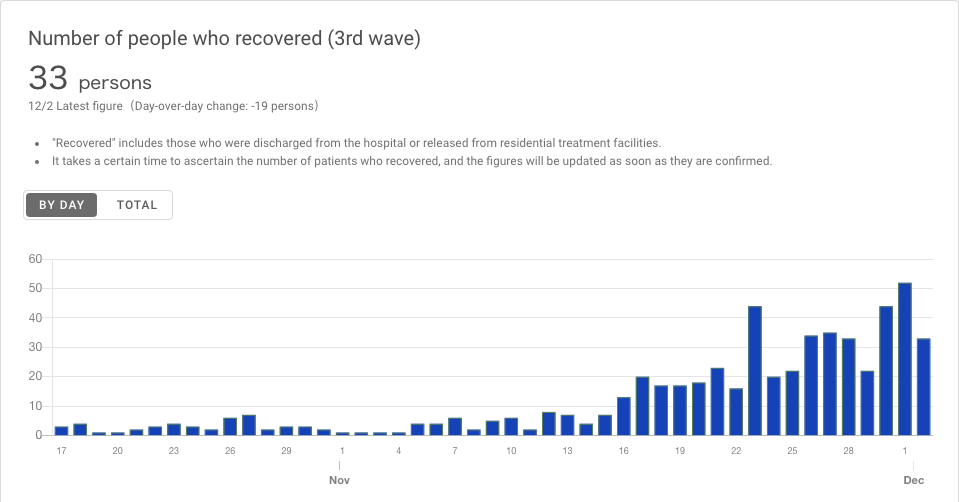 Number of people who recovered (3rd wave)
33 persons
12/2 Latest figure（Day-over-day change: -19 persons）
• "Recovered" includes those who were discharged from the hospital or released from residential treatment facilities.
• It takes a certain time to ascertain the number of patients who recovered, and the figures will be updated as soon as they are confirmed.
BY DAY TOTAL
60
50
40
30
20
10
0
17 20 23 26 29 1 4 7 10 13 16 19 22 25 28 1
Nov Dec